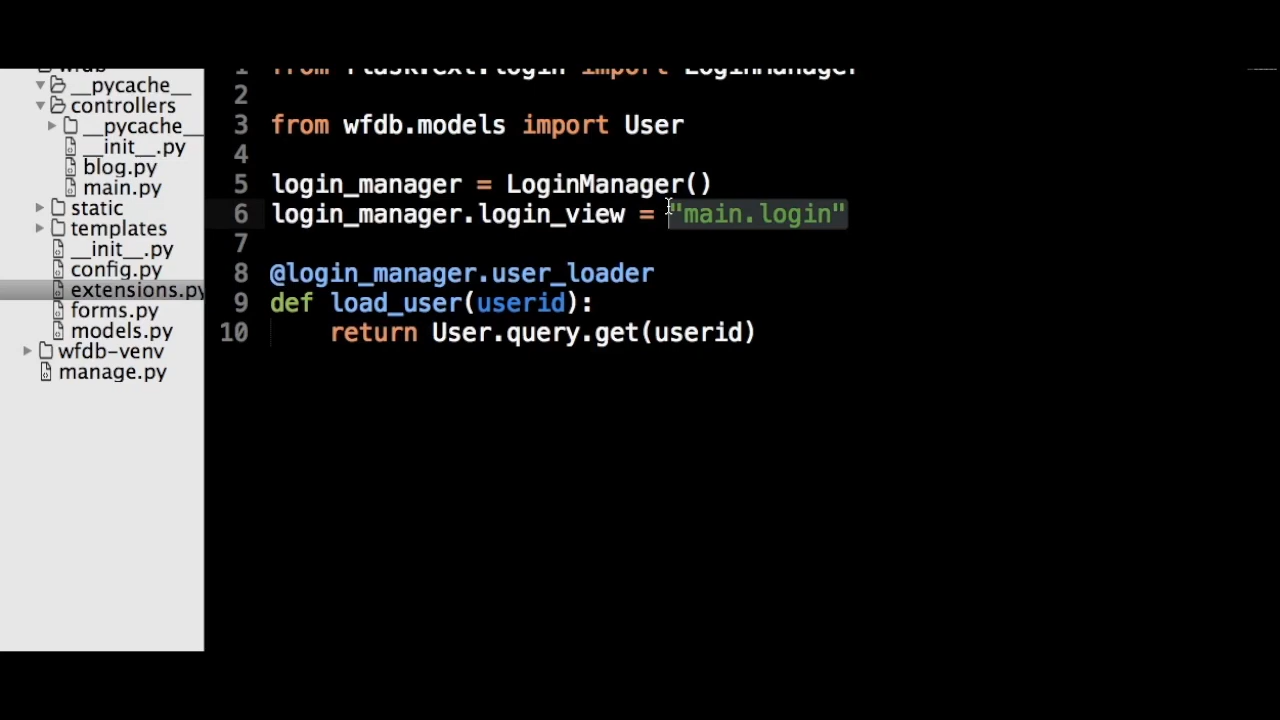 wfdb
__pycache__
controllers
__pycache__
__init__.py
blog.py
main.py
static
templates
__init__.py
config.py
extensions.py
forms.py
models.py
wfdb-venv
manage.py
1 from flask.ext.login import LoginManager
2
3 from wfdb.models import User
4
5 login_manager = LoginManager()
6 login_manager.login_view = "main.login"
7
8 @login_manager.user_loader
9 def load_user(userid):
10 return User.query.get(userid)